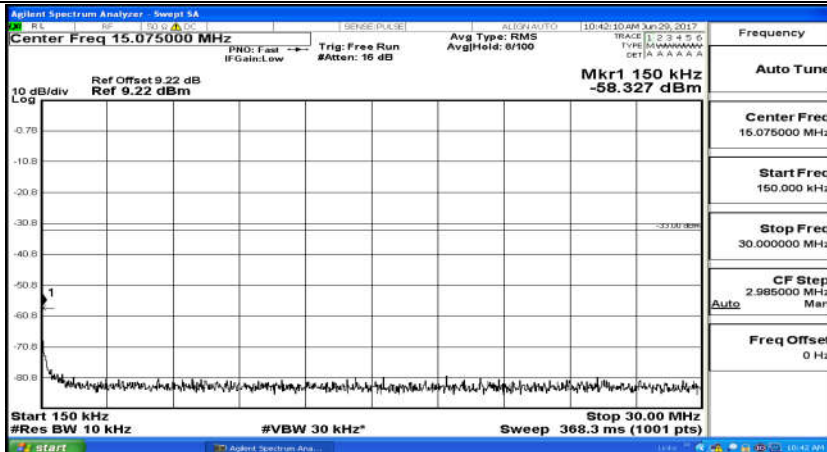 Agilent Spectrum Analyzer - Swept SA
RL RF 50 Ω DC SENSE:PULSE ALIGNAUTO 10:42:10 AM Jun 29, 2017
Center Freq 15.075000 MHz
PNO: Fast
IFGain:Low
Trig: Free Run
#Atten: 16 dB
Avg Type: RMS
Avg|Hold: 8/100
TRACE 1 2 3 4 5 6
TYPE M
DET A A A A A A
Ref Offset 9.22 dB
Ref 9.22 dBm
10 dB/div
Log
Mkr1 150 kHz
-58.327 dBm
-0.78
-10.8
-20.8
-30.8
-33.00 dBm
-40.8
-50.8
1
-60.8
-70.8
-80.8
Start 150 kHz
Stop 30.00 MHz
#Res BW 10 kHz
#VBW 30 kHz*
Sweep 368.3 ms (1001 pts)
Frequency
Auto Tune
Center Freq
15.075000 MHz
Start Freq
150.000 kHz
Stop Freq
30.000000 MHz
CF Step
2.985000 MHz
Auto Man
Freq Offset
0 Hz
start
Agilent Spectrum Ana...
10:42 AM